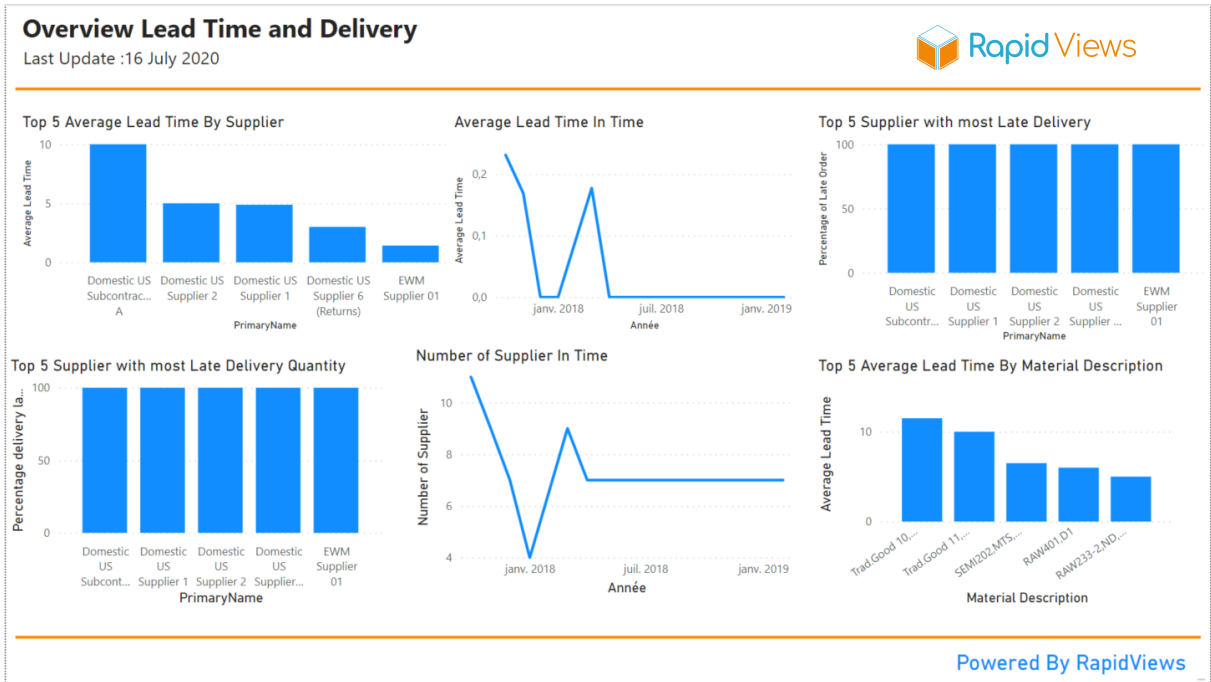 Overview Lead Time and Delivery
Last Update :16 July 2020
Rapid Views
Top 5 Average Lead Time By Supplier
Average Lead Time
10
5
0
Domestic US Subcontrac... A
Domestic US Supplier 2
Domestic US Supplier 1
Domestic US Supplier 6 (Returns)
EWM Supplier 01
PrimaryName
Average Lead Time In Time
Average Lead Time
0,2
0,1
0,0
janv. 2018
juil. 2018
janv. 2019
Année
Top 5 Supplier with most Late Delivery
Percentage of Late Order
100
50
0
Domestic US Subcontr...
Domestic US Supplier 1
Domestic US Supplier 2
Domestic US Supplier ...
EWM Supplier 01
PrimaryName
Top 5 Supplier with most Late Delivery Quantity
Percentage delivery la...
100
50
0
Domestic US Subcont...
Domestic US Supplier 1
Domestic US Supplier 2
Domestic US Supplier...
EWM Supplier 01
PrimaryName
Number of Supplier In Time
Number of Supplier
10
8
6
4
janv. 2018
juil. 2018
janv. 2019
Année
Top 5 Average Lead Time By Material Description
Average Lead Time
10
0
Trad.Good 10,...
Trad.Good 11,...
SEMI202,MTS,...
RAW401,D1
RAW233-2,ND,...
Material Description
Powered By RapidViews